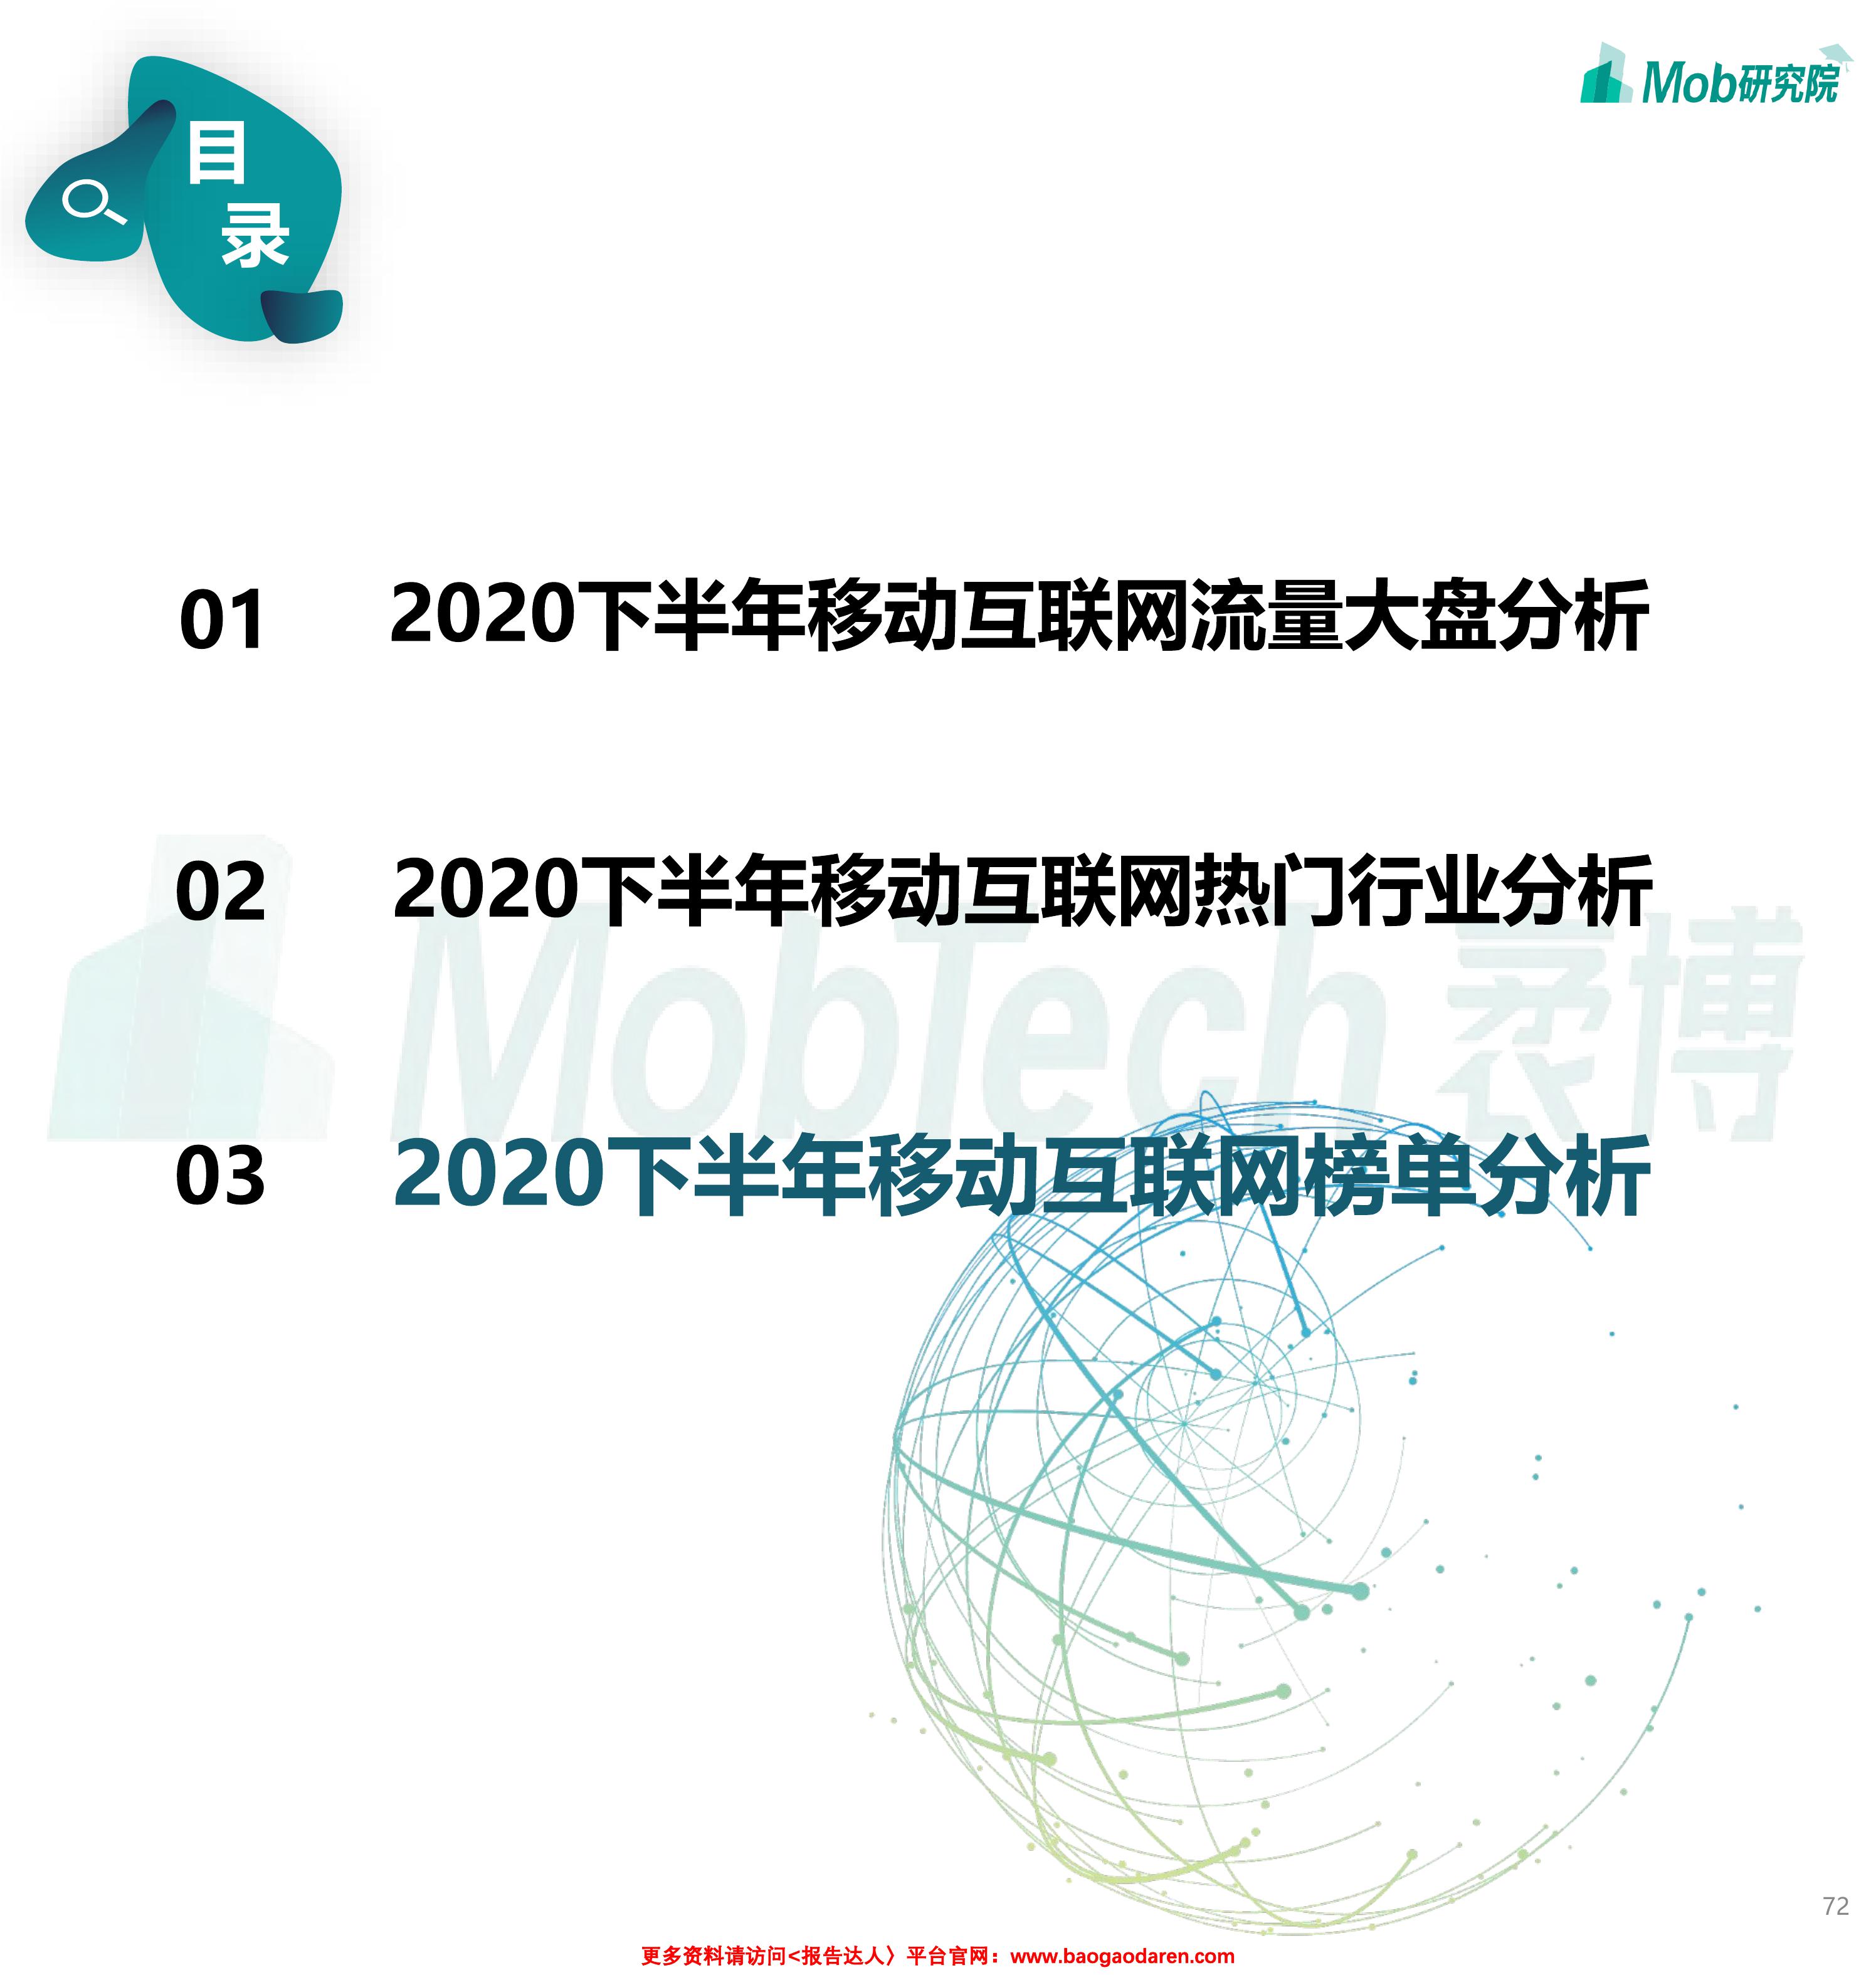 目
录
Mob研究院
01 2020下半年移动互联网流量大盘分析
02 2020下半年移动互联网热门行业分析
MobTech 袤博
03 2020下半年移动互联网榜单分析
72
更多资料请访问<报告达人〉平台官网：www.baogaodaren.com